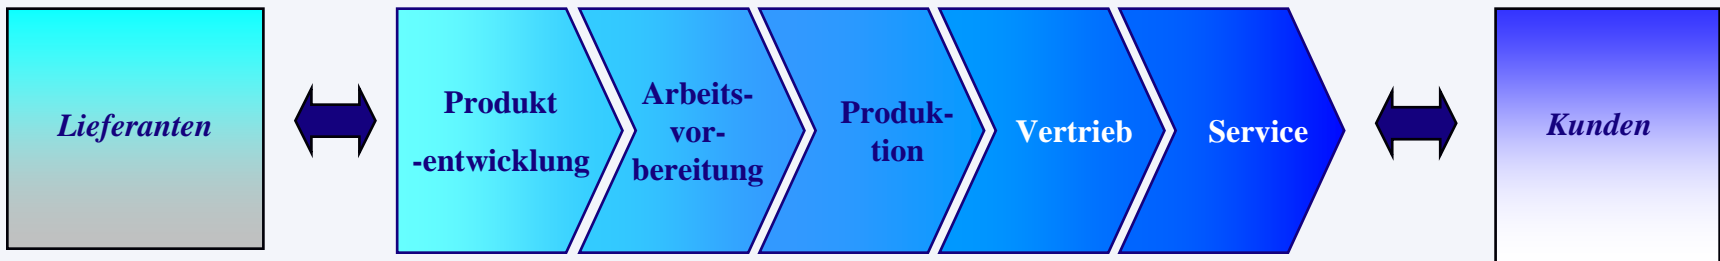 Lieferanten
Produkt
-entwicklung
Arbeits-
vor-
bereitung
Produk-
tion
Vertrieb
Service
Kunden